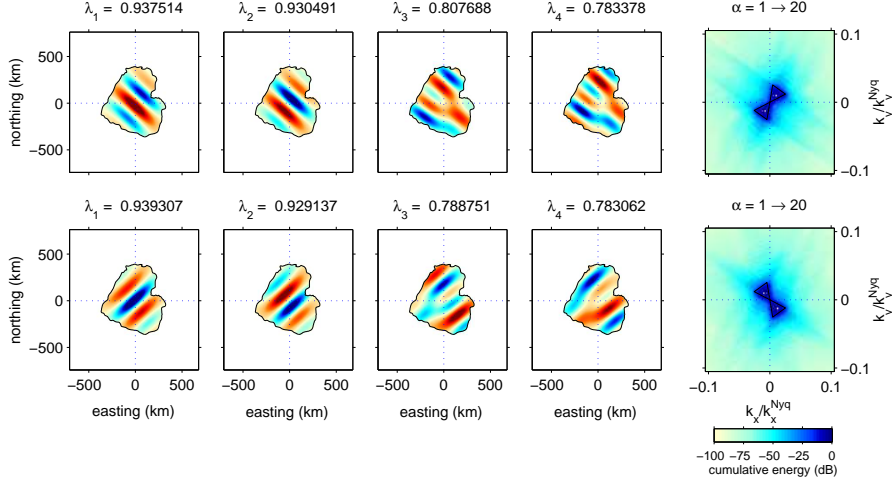 λ1 = 0.937514
λ2 = 0.930491
λ3 = 0.807688
λ4 = 0.783378
α = 1 → 20
500
0
−500
northing (km)
0.1
0
−0.1
ky/kyNyq
λ1 = 0.939307
λ2 = 0.929137
λ3 = 0.788751
λ4 = 0.783062
α = 1 → 20
500
0
−500
northing (km)
0.1
0
−0.1
ky/kyNyq
−500 0 500
−500 0 500
−500 0 500
−500 0 500
−0.1 0 0.1
easting (km)
easting (km)
easting (km)
easting (km)
kx/kxNyq
−100 −75 −50 −25 0
cumulative energy (dB)